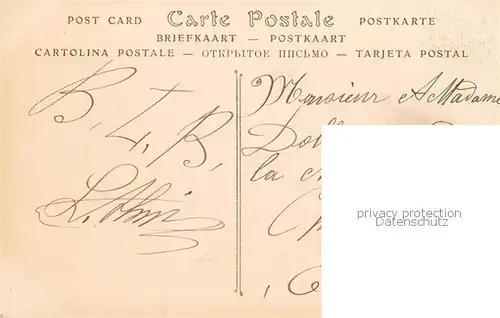 POST CARD Carte Postale POSTKARTE
BRIEFKAART — POSTKAART
CARTOLINA POSTALE — ОТКРЫТОЕ ПИСЬМО — TARJETA POSTAL
B. L. B.
Monsieur et Madame
la
privacy protection
watermark